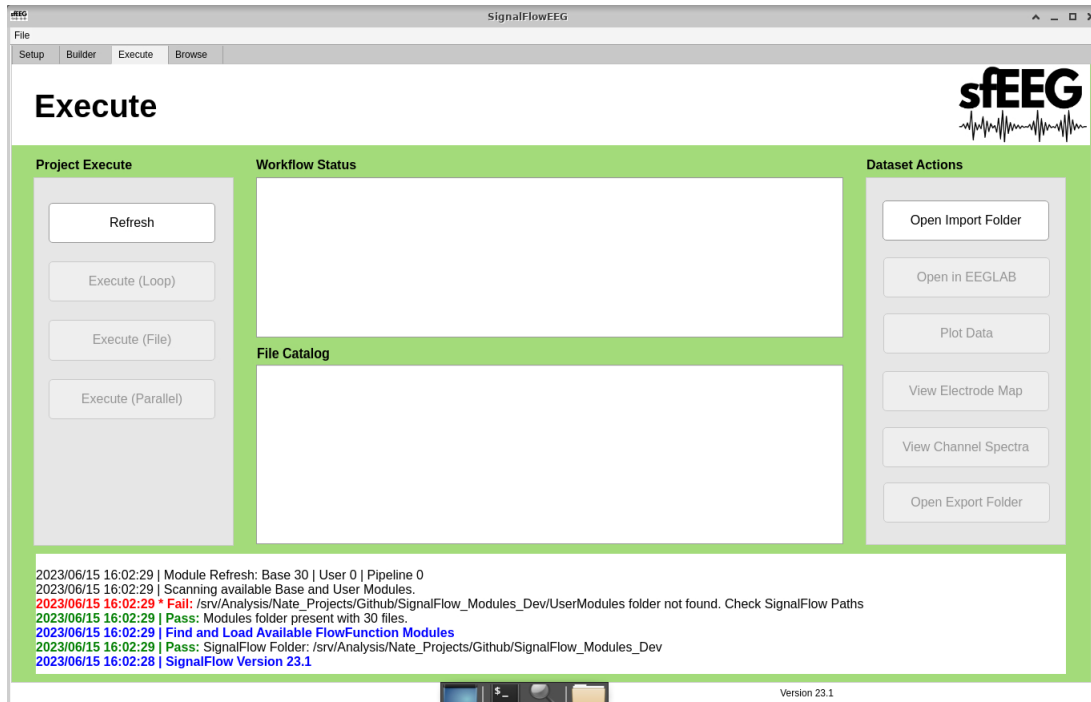 sfEEG
SignalFlowEEG
File
Setup Builder Execute Browse
Execute
sfEEG
Project Execute
Refresh
Execute (Loop)
Execute (File)
Execute (Parallel)
Workflow Status
File Catalog
Dataset Actions
Open Import Folder
Open in EEGLAB
Plot Data
View Electrode Map
View Channel Spectra
Open Export Folder
2023/06/15 16:02:29 | Module Refresh: Base 30 | User 0 | Pipeline 0
2023/06/15 16:02:29 | Scanning available Base and User Modules.
2023/06/15 16:02:29 * Fail: /srv/Analysis/Nate_Projects/Github/SignalFlow_Modules_Dev/UserModules folder not found. Check SignalFlow Paths
2023/06/15 16:02:29 | Pass: Modules folder present with 30 files.
2023/06/15 16:02:29 | Find and Load Available FlowFunction Modules
2023/06/15 16:02:29 | Pass: SignalFlow Folder: /srv/Analysis/Nate_Projects/Github/SignalFlow_Modules_Dev
2023/06/15 16:02:28 | SignalFlow Version 23.1
$_
Version 23.1